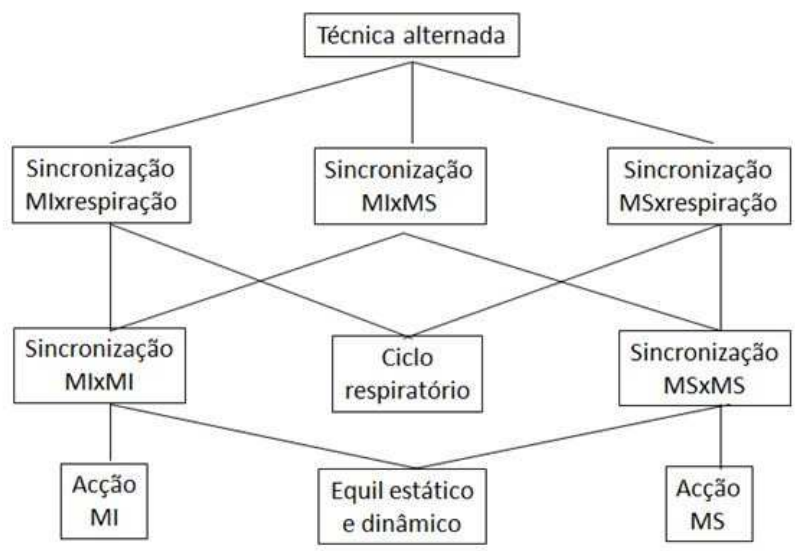 Técnica alternada
Sincronização
MIxrespiração
Sincronização
MIxMS
Sincronização
MSxrespiração
Sincronização
MIxMI
Ciclo
respiratório
Sincronização
MSxMS
Acção
MI
Equil estático
e dinâmico
Acção
MS